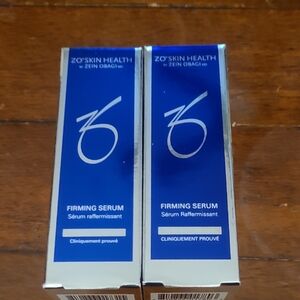 ZO® SKIN HEALTH
BY ZEIN OBAGI MD
FIRMING SERUM
Sérum raffermissant
Cliniquement prouvé
ZO® SKIN HEALTH
BY ZEIN OBAGI MD
FIRMING SERUM
Sérum Raffermissant
CLINIQUEMENT PROUVÉ